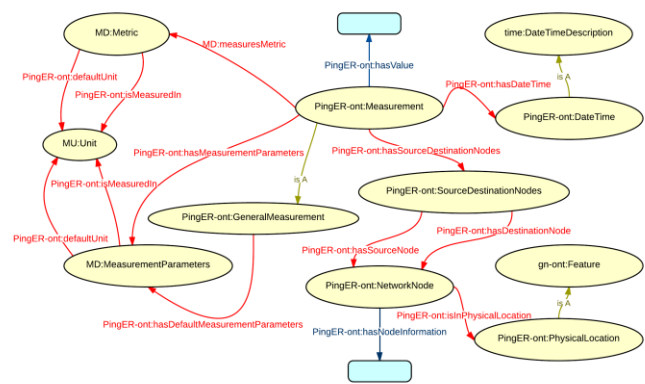 MD:Metric
time:DateTimeDescription
MD:measuresMetric
PingER-ont:hasValue
is A
PingER-ont:defaultUnit
PingER-ont:hasDateTime
PingER-ont:isMeasuredIn
PingER-ont:Measurement
PingER-ont:DateTime
MU:Unit
PingER-ont:hasMeasurementParameters
PingER-ont:hasSourceDestinationNodes
is A
PingER-ont:isMeasuredIn
PingER-ont:SourceDestinationNodes
PingER-ont:GeneralMeasurement
PingER-ont:defaultUnit
PingER-ont:hasDestinationNode
PingER-ont:hasSourceNode
MD:MeasurementParameters
gn-ont:Feature
PingER-ont:NetworkNode
is A
PingER-ont:isInPhysicalLocation
PingER-ont:hasDefaultMeasurementParameters
PingER-ont:hasNodeInformation
PingER-ont:PhysicalLocation